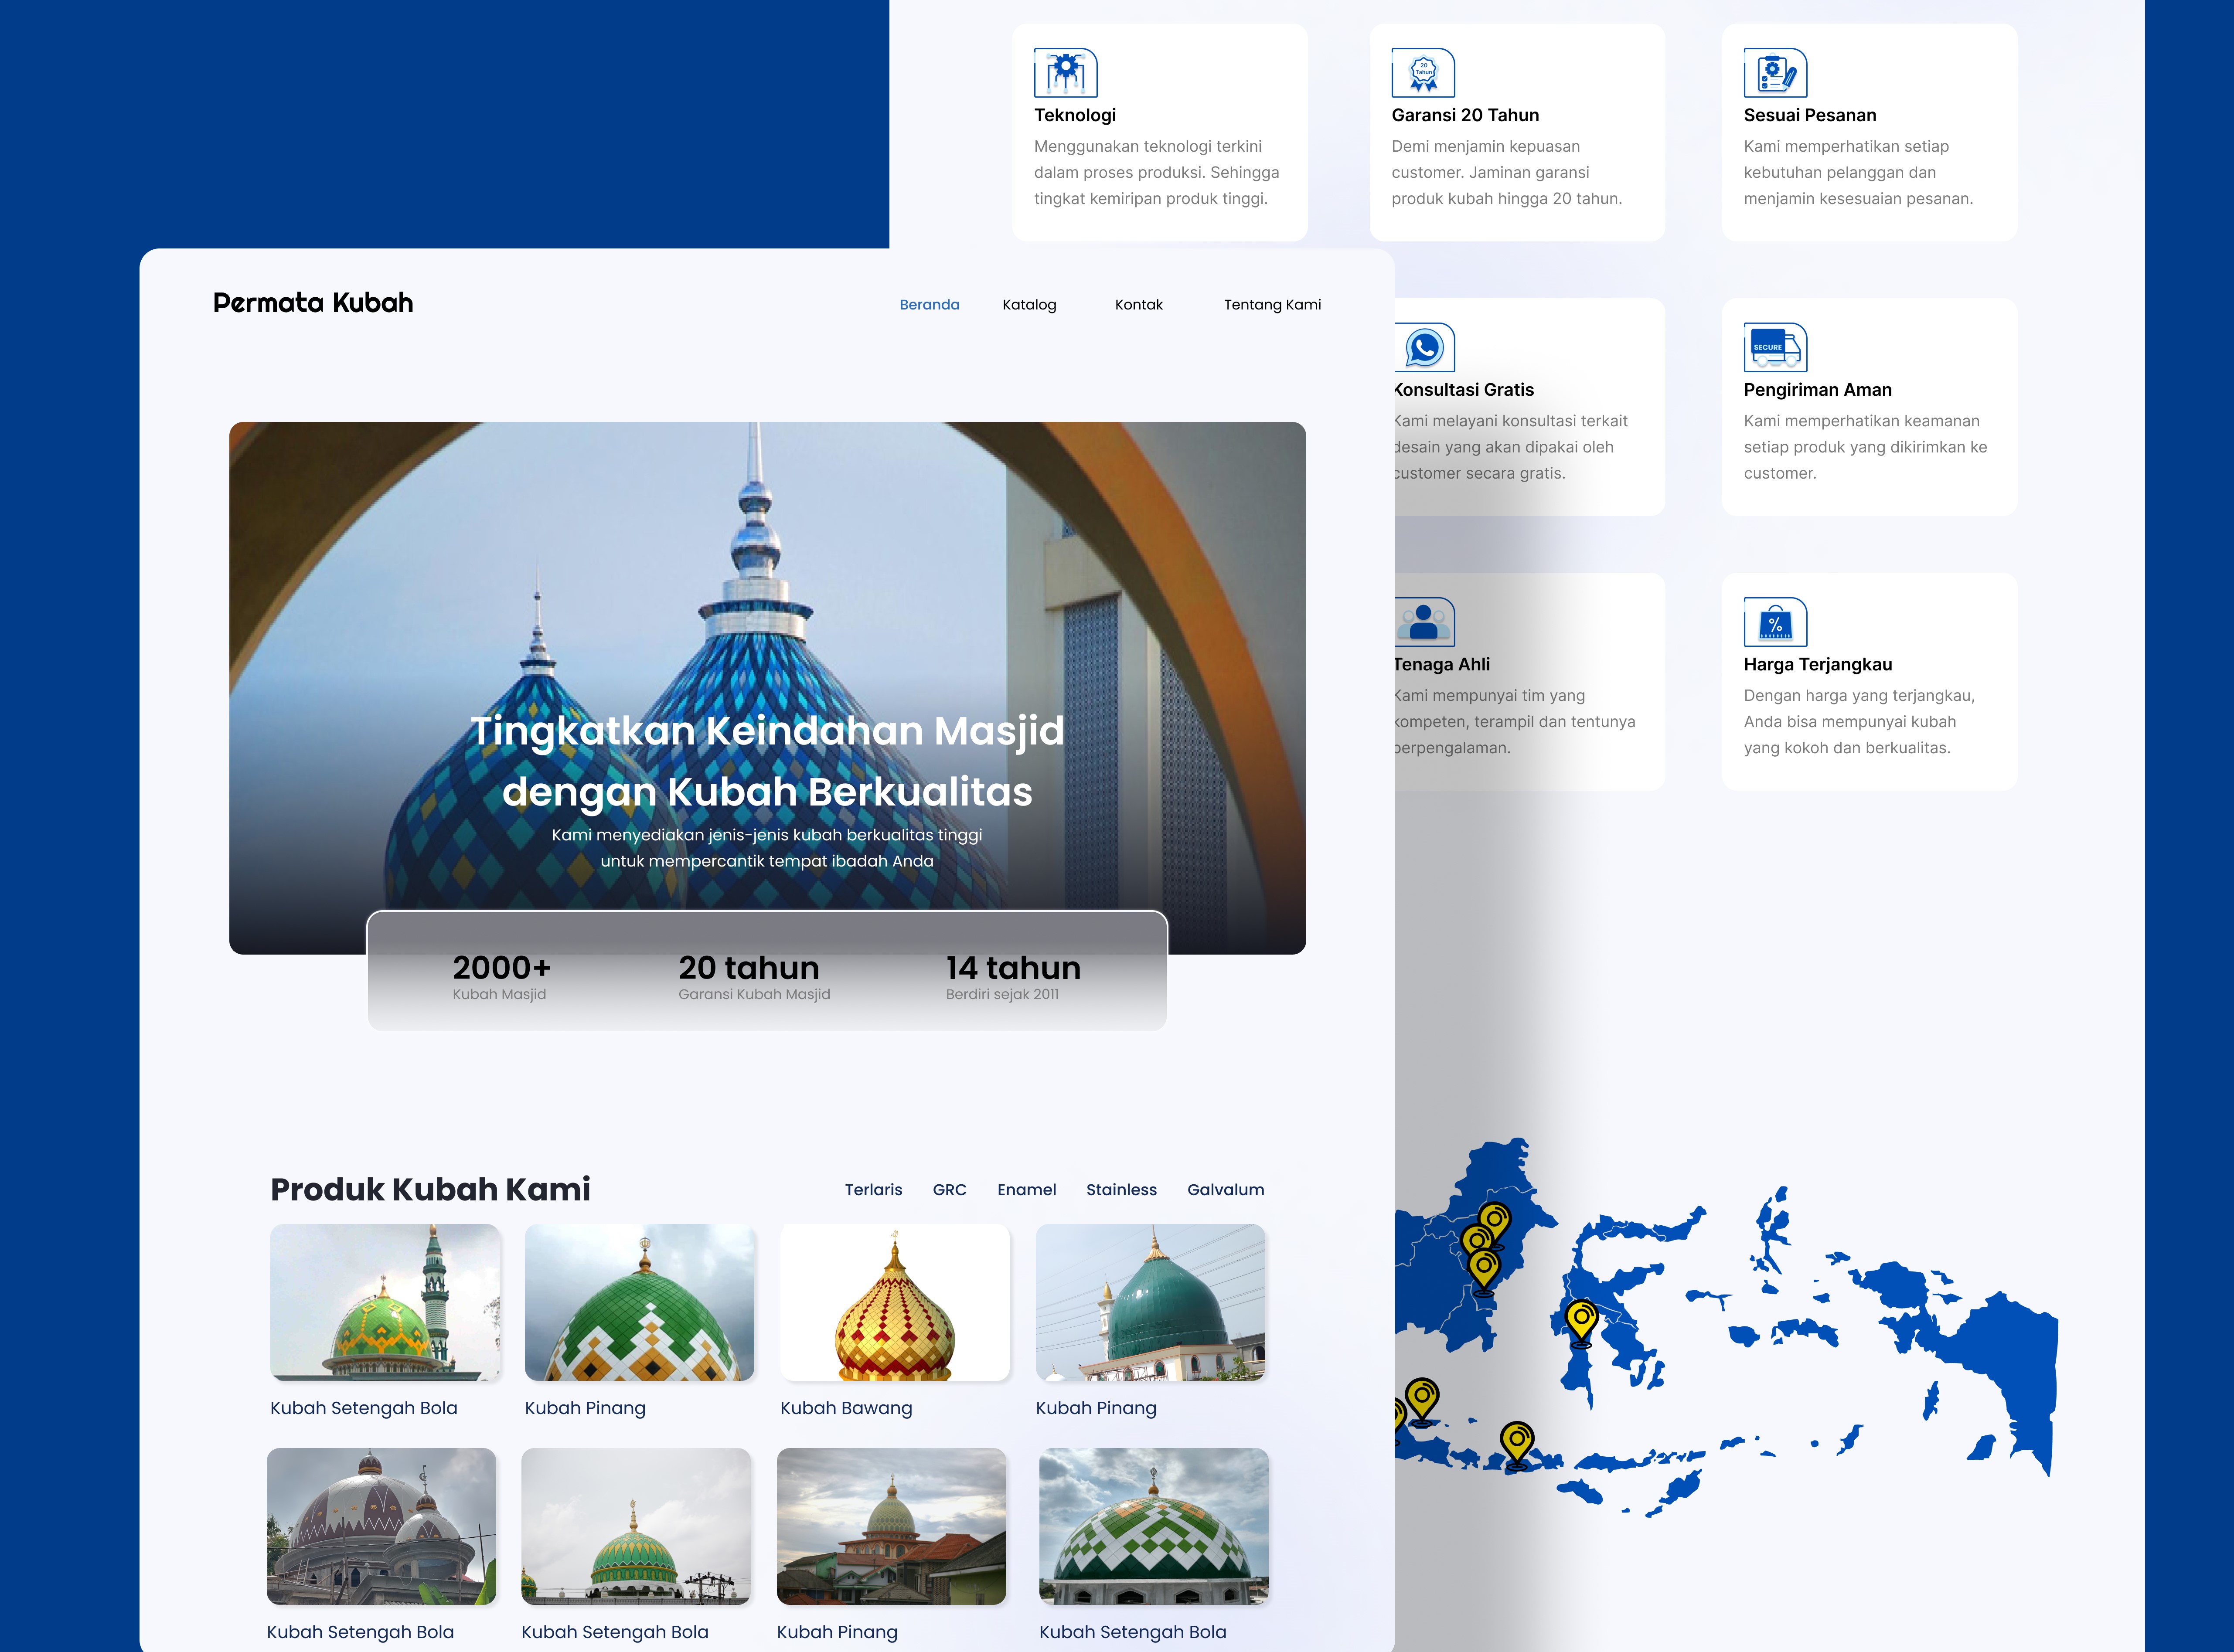 Teknologi
Menggunakan teknologi terkini
dalam proses produksi. Sehingga
tingkat kemiripan produk tinggi.
20
Tahun
Garansi 20 Tahun
Demi menjamin kepuasan
customer. Jaminan garansi
produk kubah hingga 20 tahun.
Sesuai Pesanan
Kami memperhatikan setiap
kebutuhan pelanggan dan
menjamin kesesuaian pesanan.
Konsultasi Gratis
Kami melayani konsultasi terkait
desain yang akan dipakai oleh
customer secara gratis.
SECURE
Pengiriman Aman
Kami memperhatikan keamanan
setiap produk yang dikirimkan ke
customer.
Tenaga Ahli
Kami mempunyai tim yang
kompeten, terampil dan tentunya
berpengalaman.
%
Harga Terjangkau
Dengan harga yang terjangkau,
Anda bisa mempunyai kubah
yang kokoh dan berkualitas.
Permata Kubah
Beranda Katalog Kontak Tentang Kami
Tingkatkan Keindahan Masjid
dengan Kubah Berkualitas
Kami menyediakan jenis-jenis kubah berkualitas tinggi
untuk mempercantik tempat ibadah Anda
2000+ 20 tahun 14 tahun
Kubah Masjid Garansi Kubah Masjid Berdiri sejak 2011
Produk Kubah Kami
Terlaris GRC Enamel Stainless Galvalum
Kubah Setengah Bola Kubah Pinang Kubah Bawang Kubah Pinang
Kubah Setengah Bola Kubah Setengah Bola Kubah Pinang Kubah Setengah Bola